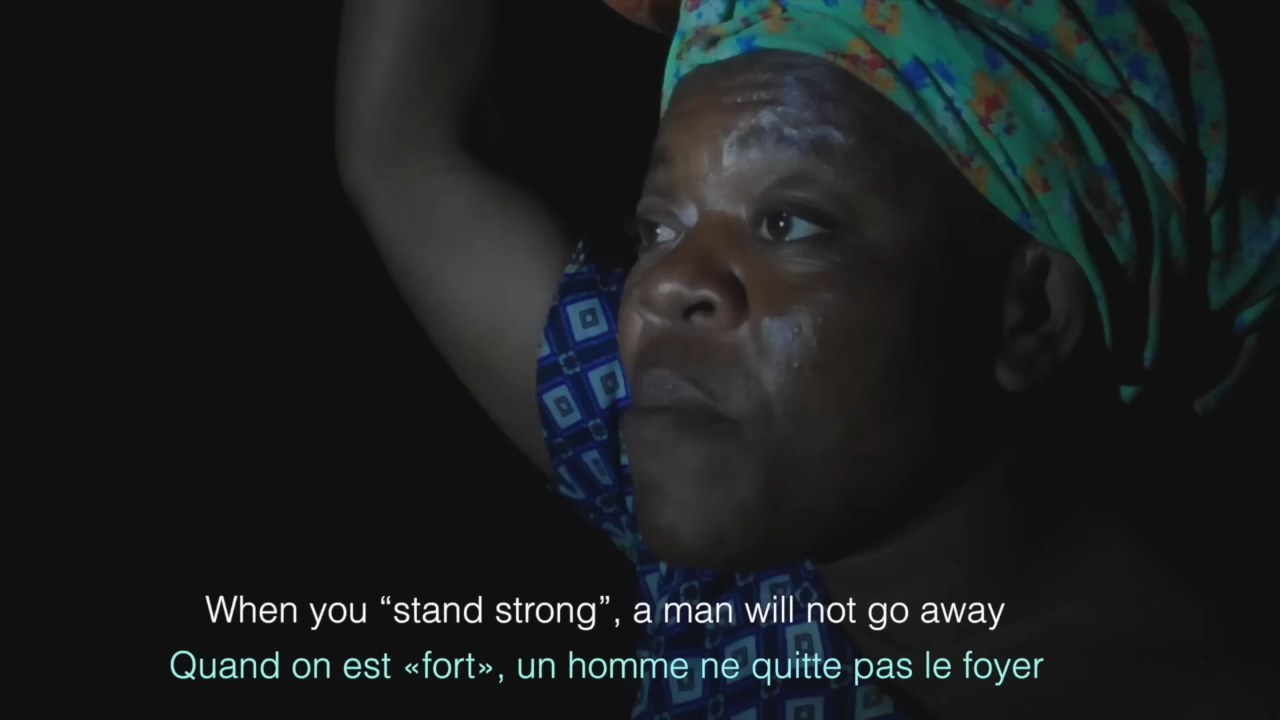 When you “stand strong”, a man will not go away
Quand on est «fort», un homme ne quitte pas le foyer